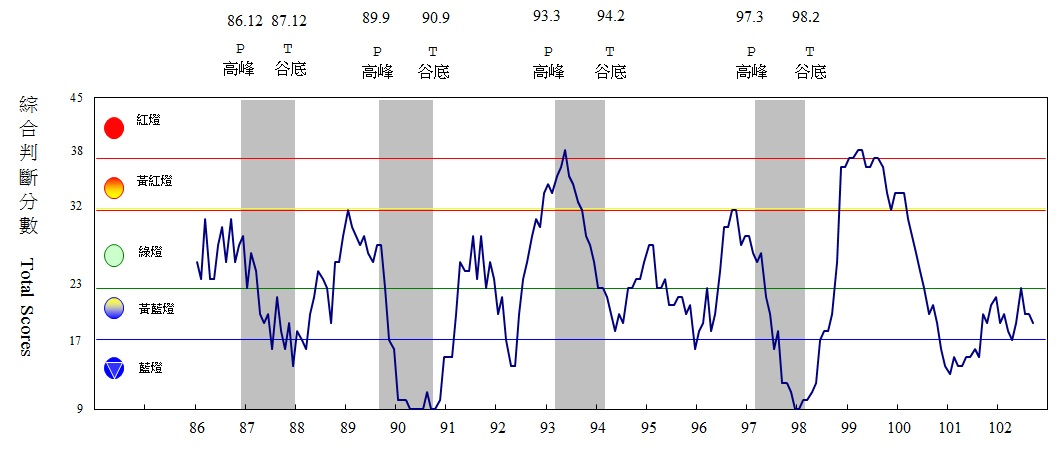 86.12 87.12 89.9 90.9 93.3 94.2 97.3 98.2
P T P T P T P T
高峰 谷底 高峰 谷底 高峰 谷底 高峰 谷底
綜合判斷分數 Total Scores
45
38
32
23
17
9
紅燈
黃紅燈
綠燈
黃藍燈
藍燈
86 87 88 89 90 91 92 93 94 95 96 97 98 99 100 101 102